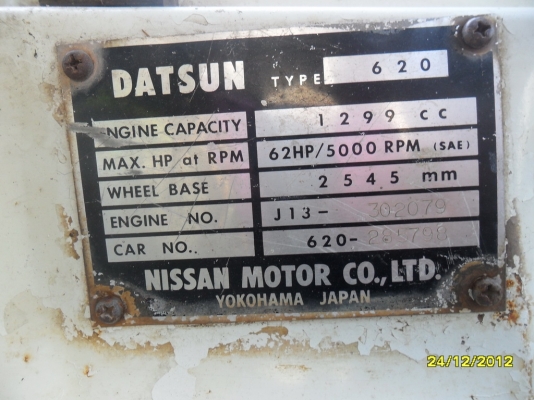 DATSUN TYPE 620
NGINE CAPACITY 1299 CC
MAX. HP at RPM 62HP/5000 RPM (SAE)
WHEEL BASE 2545 mm
ENGINE NO. J13- 302079
CAR NO., 620-
NISSAN MOTOR CO., LTD.
YOKOHAMA JAPAN
24/12/2012